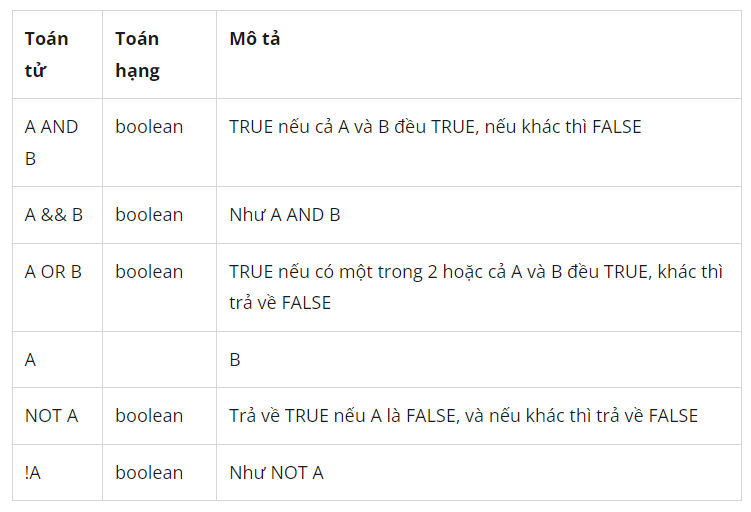 Toán tử Toán hạng Mô tả
A AND B boolean TRUE nếu cả A và B đều TRUE, nếu khác thì FALSE
A && B boolean Như A AND B
A OR B boolean TRUE nếu có một trong 2 hoặc cả A và B đều TRUE, khác thì
trả về FALSE
A B
NOT A boolean Trả về TRUE nếu A là FALSE, và nếu khác thì trả về FALSE
!A boolean Như NOT A